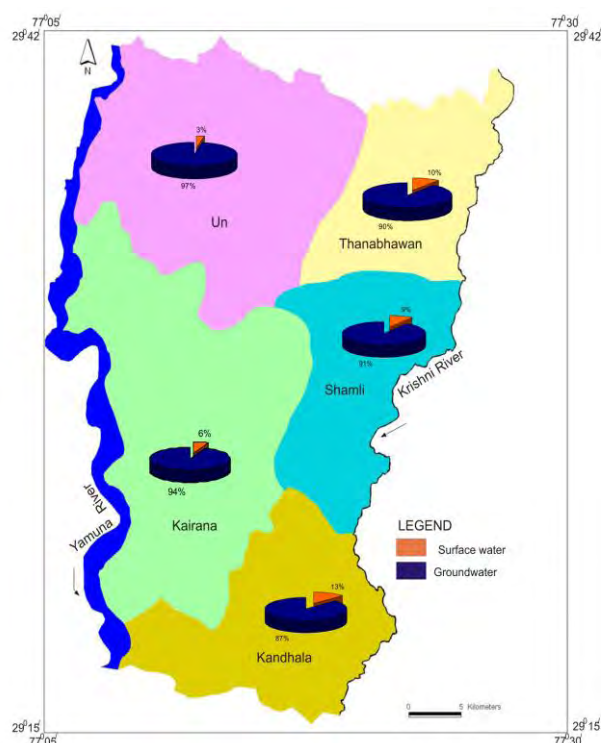 77°05'
77°30'
29°42'
29°42'
N
3%
97%
Un
10%
90%
Thanabhawan
9%
91%
Shamli
Krishni River
6%
94%
Kairana
Yamuna River
LEGEND
Surface water
Groundwater
13%
87%
Kandhala
0 5 Kilometers
29°15'
29°15'
77°05'
77°30'